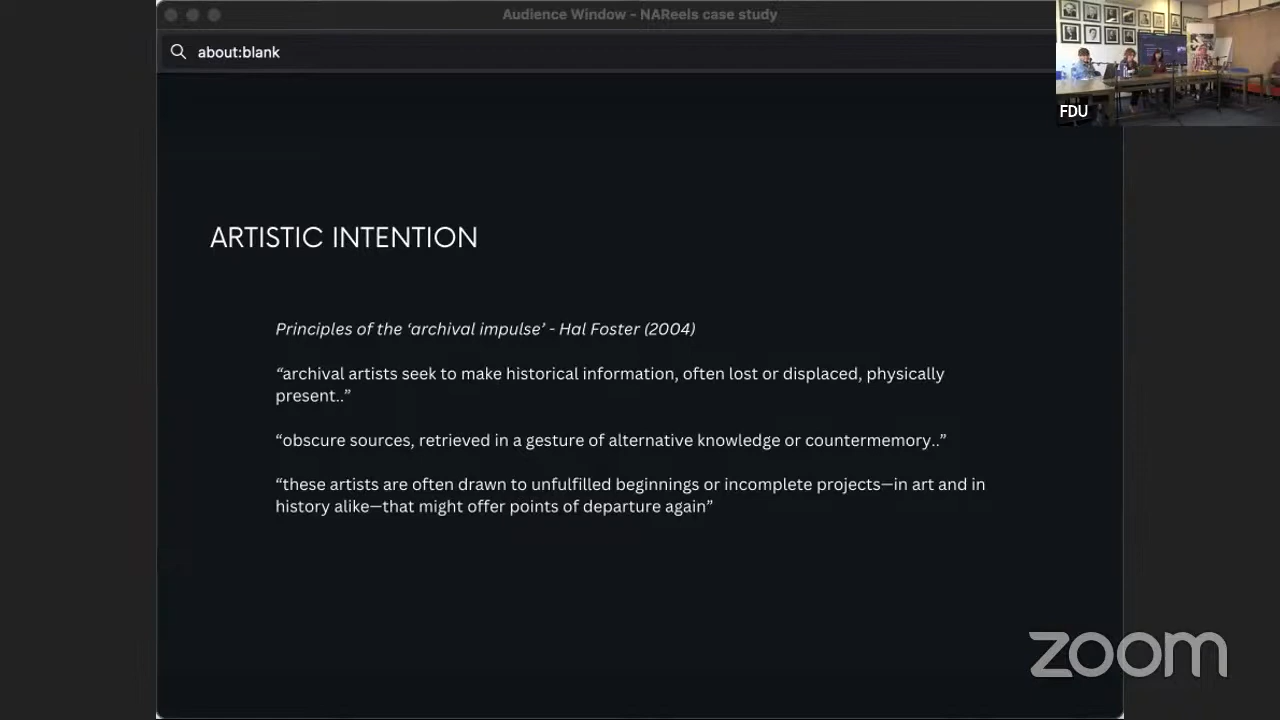 Audience Window - NAReels case study
about:blank
FDU
ARTISTIC INTENTION
Principles of the ‘archival impulse’ - Hal Foster (2004)
“archival artists seek to make historical information, often lost or displaced, physically
present..”
“obscure sources, retrieved in a gesture of alternative knowledge or countermemory..”
“these artists are often drawn to unfulfilled beginnings or incomplete projects—in art and in
history alike—that might offer points of departure again”
zoom